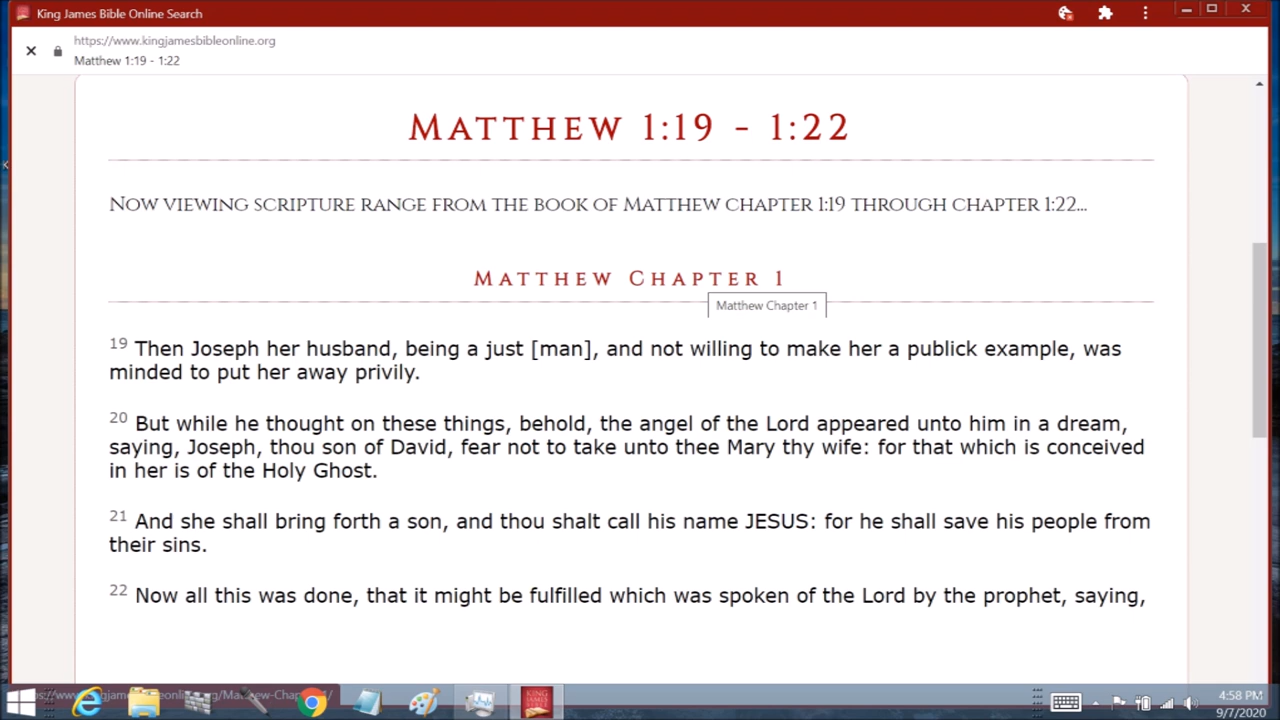 King James Bible Online Search
https://www.kingjamesbibleonline.org
Matthew 1:19 - 1:22
MATTHEW 1:19 - 1:22
NOW VIEWING SCRIPTURE RANGE FROM THE BOOK OF MATTHEW CHAPTER 1:19 THROUGH CHAPTER 1:22...
MATTHEW CHAPTER 1
Matthew Chapter 1
19 Then Joseph her husband, being a just [man], and not willing to make her a publick example, was
minded to put her away privily.
20 But while he thought on these things, behold, the angel of the Lord appeared unto him in a dream,
saying, Joseph, thou son of David, fear not to take unto thee Mary thy wife: for that which is conceived
in her is of the Holy Ghost.
21 And she shall bring forth a son, and thou shalt call his name JESUS: for he shall save his people from
their sins.
22 Now all this was done, that it might be fulfilled which was spoken of the Lord by the prophet, saying,
KING
JAMES
BIBLE
4:58 PM
9/7/2020